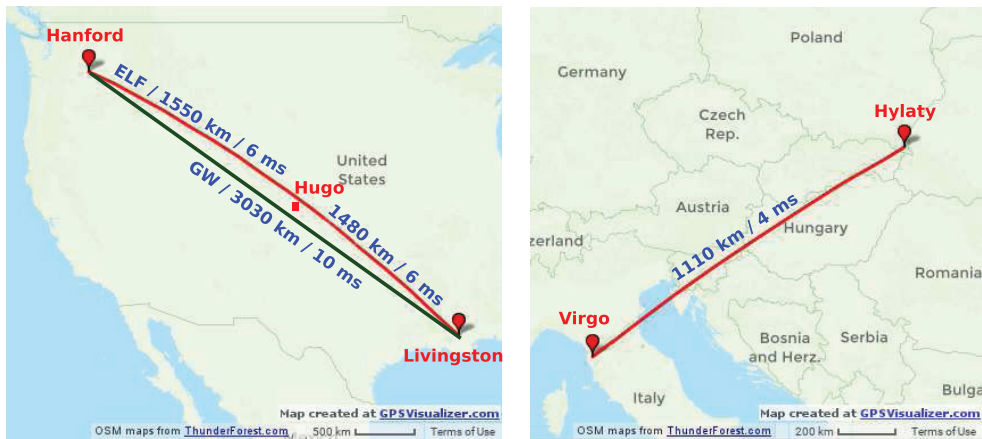 Hanford
ELF / 1550 km / 6 ms
United
States
Hugo
GW / 3030 km / 10 ms
1480 km / 6 ms
Livingston
Map created at GPSVisualizer.com
OSM maps from ThunderForest.com 500 km Terms of Use
Poland
Germany
Hylaty
Czech
Rep.
Austria
1110 km / 4 ms
Hungary
zerland
Romania
Virgo
Bosnia
and Herz.
Serbia
Italy
Bulga
Map created at GPSVisualizer.com
OSM maps from ThunderForest.com 200 km Terms of Use